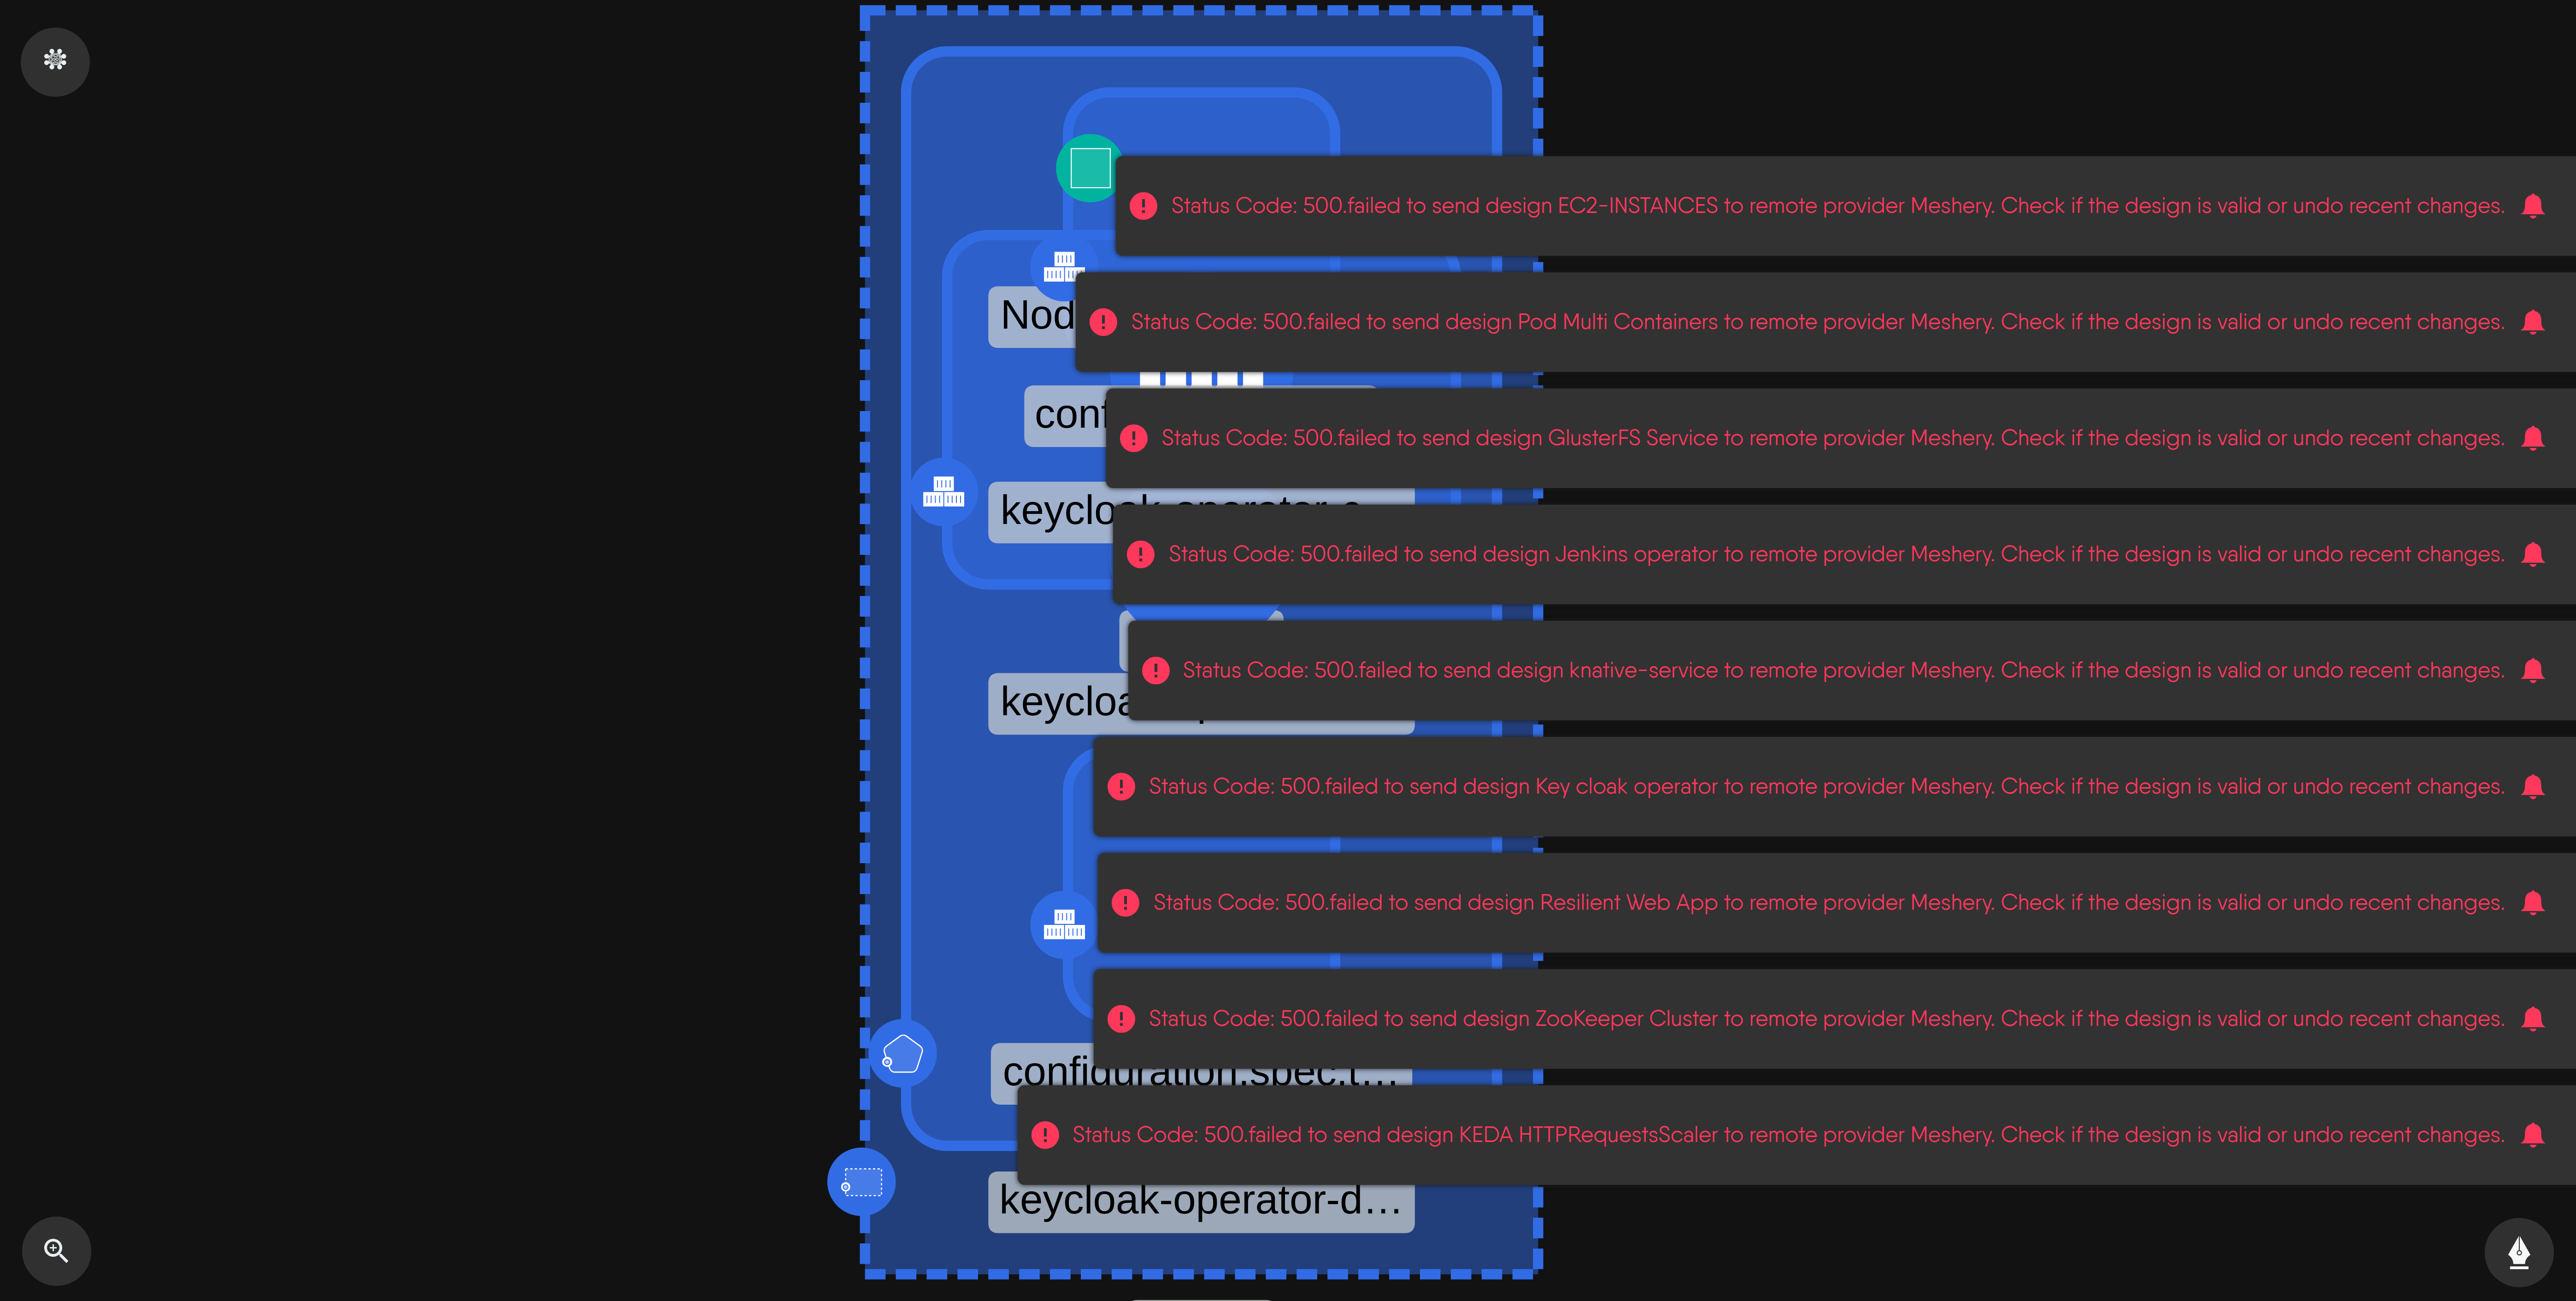 Status Code: 500.failed to send design EC2-INSTANCES to remote provider Meshery. Check if the design is valid or undo recent changes.
Nod
Status Code: 500.failed to send design Pod Multi Containers to remote provider Meshery. Check if the design is valid or undo recent changes.
conf
Status Code: 500.failed to send design GlusterFS Service to remote provider Meshery. Check if the design is valid or undo recent changes.
keycloak-operator-
Status Code: 500.failed to send design Jenkins operator to remote provider Meshery. Check if the design is valid or undo recent changes.
Status Code: 500.failed to send design knative-service to remote provider Meshery. Check if the design is valid or undo recent changes.
keycloa
Status Code: 500.failed to send design Key cloak operator to remote provider Meshery. Check if the design is valid or undo recent changes.
Status Code: 500.failed to send design Resilient Web App to remote provider Meshery. Check if the design is valid or undo recent changes.
Status Code: 500.failed to send design ZooKeeper Cluster to remote provider Meshery. Check if the design is valid or undo recent changes.
configuration.spec.t…
Status Code: 500.failed to send design KEDA HTTPRequestsScaler to remote provider Meshery. Check if the design is valid or undo recent changes.
keycloak-operator-d…